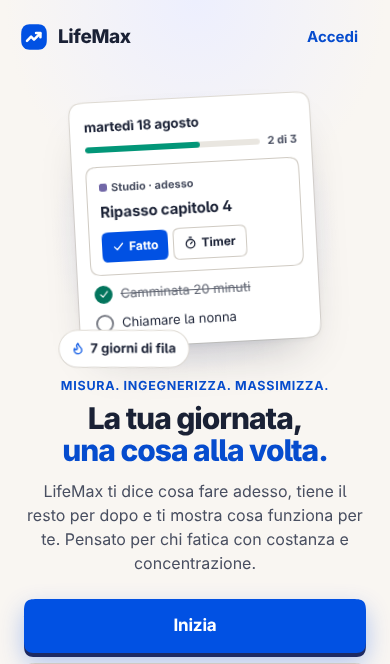 LifeMax
Accedi
martedì 18 agosto
2 di 3
Studio · adesso
Ripasso capitolo 4
Fatto
Timer
Camminata 20 minuti
Chiamare la nonna
7 giorni di fila
MISURA. INGEGNERIZZA. MASSIMIZZA.
La tua giornata,
una cosa alla volta.
LifeMax ti dice cosa fare adesso, tiene il
resto per dopo e ti mostra cosa funziona per
te. Pensato per chi fatica con costanza e
concentrazione.
Inizia